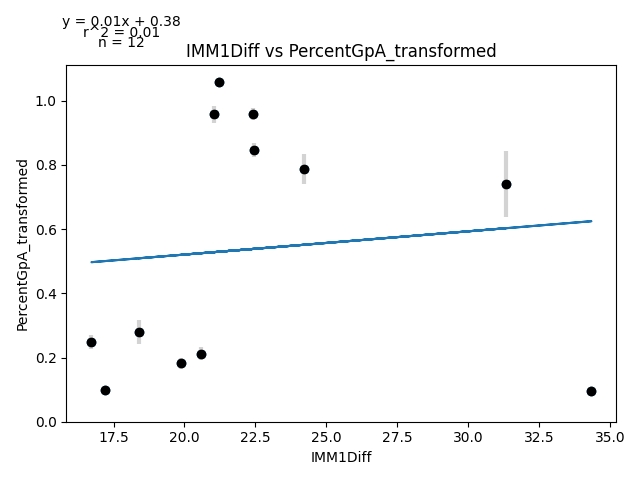 y = 0.01x + 0.38
r^2 = 0.01
n = 12
IMM1Diff vs PercentGpA_transformed
PercentGpA_transformed
1.0
0.8
0.6
0.4
0.2
0.0
17.5 20.0 22.5 25.0 27.5 30.0 32.5 35.0
IMM1Diff